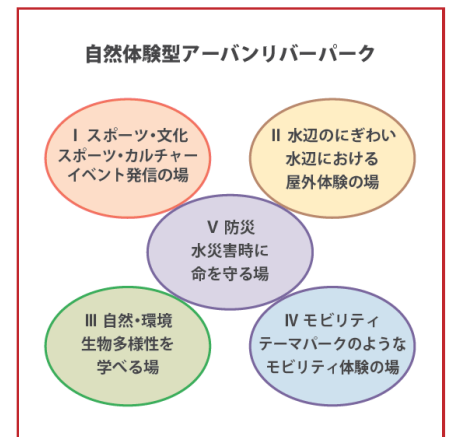 自然体験型アーバンリバーパーク
Ⅰ スポーツ・文化
スポーツ・カルチャー
イベント発信の場
Ⅱ 水辺のにぎわい
水辺における
屋外体験の場
Ⅴ 防災
水災害時に
命を守る場
Ⅲ 自然・環境
生物多様性を
学べる場
Ⅳ モビリティ
テーマパークのような
モビリティ体験の場